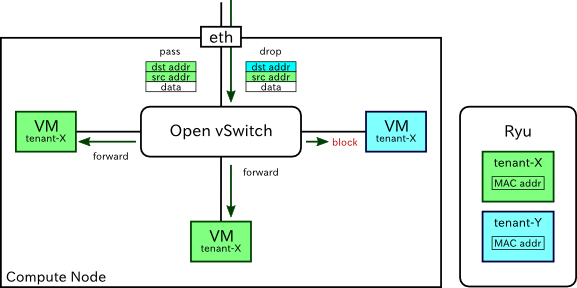 eth
pass
dst addr
src addr
data
drop
dst addr
src addr
data
VM
tenant-X
Open vSwitch
VM
tenant-X
forward
block
forward
VM
tenant-X
Compute Node
Ryu
tenant-X
MAC addr
tenant-Y
MAC addr